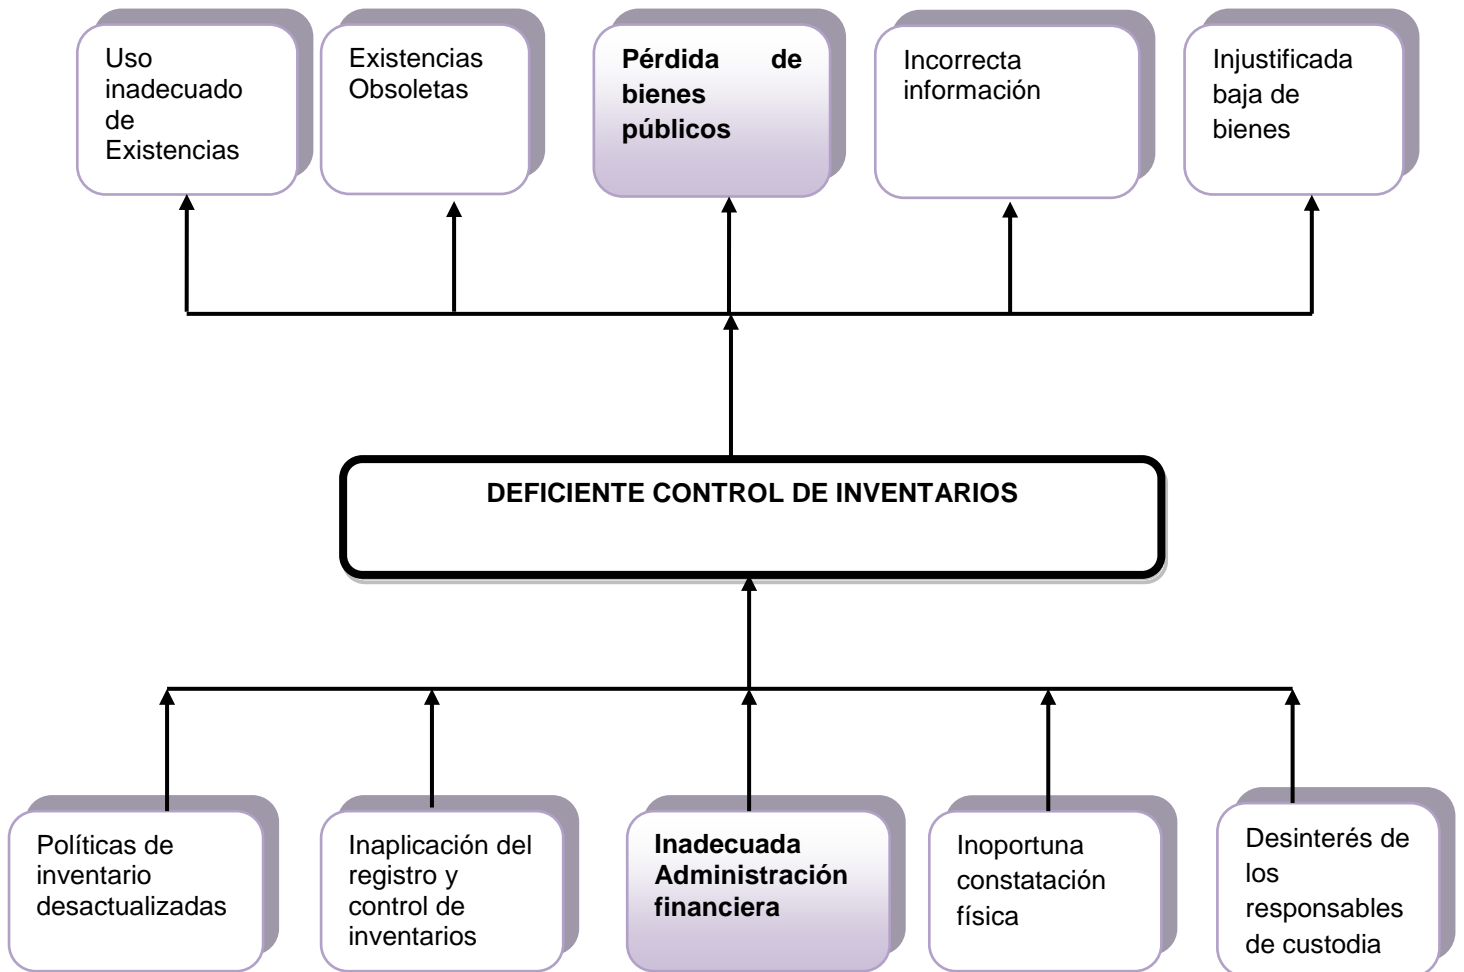 Uso
inadecuado
de
Existencias
Existencias
Obsoletas
Pérdida de
bienes
públicos
Incorrecta
información
Injustificada
baja de
bienes
DEFICIENTE CONTROL DE INVENTARIOS
Políticas de
inventario
desactualizadas
Inaplicación del
registro y
control de
inventarios
Inadecuada
Administración
financiera
Inoportuna
constatación
física
Desinterés de
los
responsables
de custodia